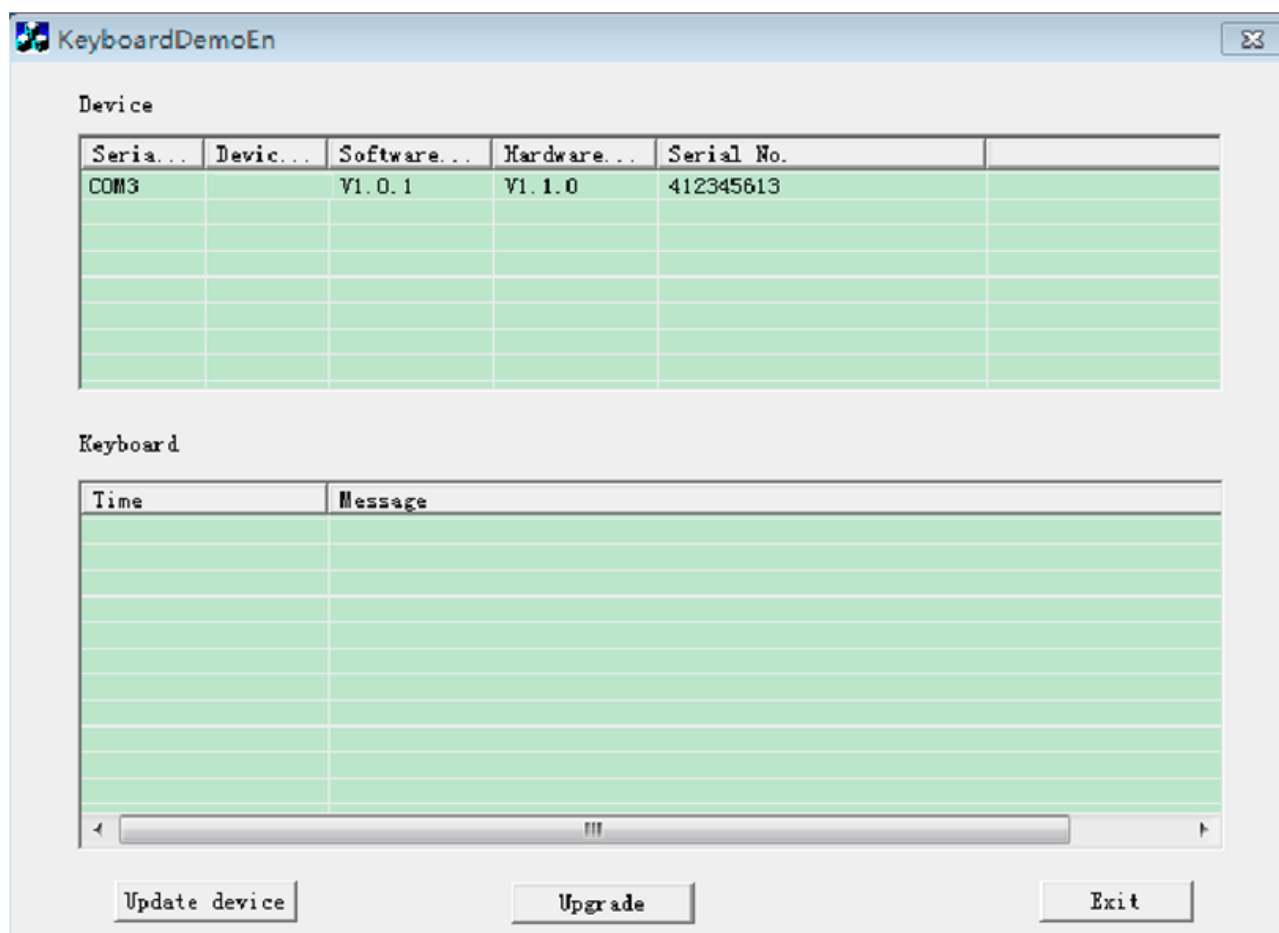 KeyboardDemoEn
Device
Seria... Devic... Software... Hardware... Serial No.
COM3 V1.0.1 V1.1.0 412345613
Keyboard
Time Message
Update device Upgrade Exit